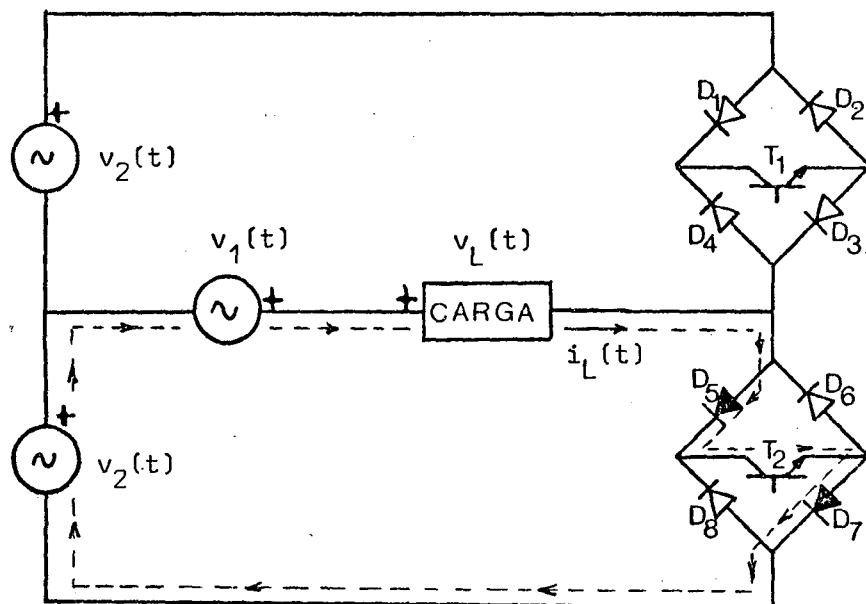 D1
D2
T1
D4
D3
+
∼
v2(t)
v1(t)
vL(t)
∼
+
+
CARGA
iL(t)
+
∼
v2(t)
D5
D6
T2
D8
D7